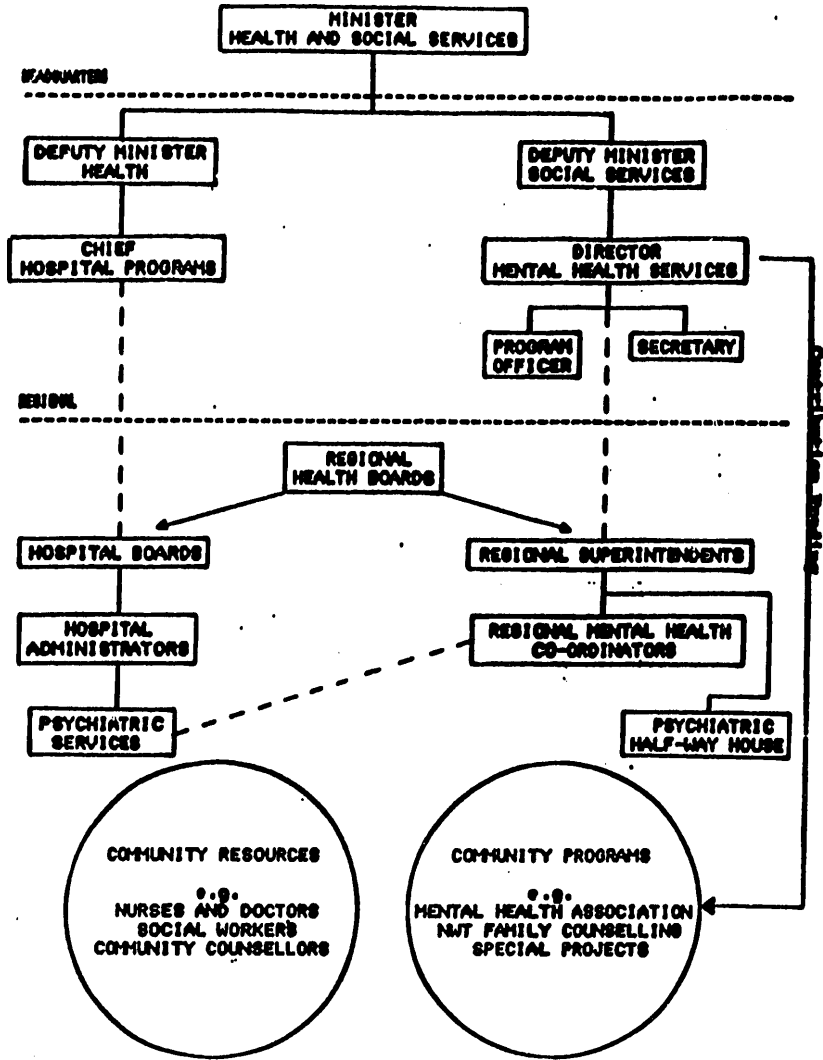 MINISTER
HEALTH AND SOCIAL SERVICES
HEADQUARTERS
DEPUTY MINISTER
HEALTH
DEPUTY MINISTER
SOCIAL SERVICES
CHIEF
HOSPITAL PROGRAMS
DIRECTOR
MENTAL HEALTH SERVICES
PROGRAM
OFFICER
SECRETARY
REGIONAL
REGIONAL
HEALTH BOARDS
HOSPITAL BOARDS
REGIONAL SUPERINTENDENTS
HOSPITAL
ADMINISTRATORS
REGIONAL MENTAL HEALTH
CO-ORDINATORS
PSYCHIATRIC
SERVICES
PSYCHIATRIC
HALF-WAY HOUSE
COMMUNITY RESOURCES
e.g.
NURSES AND DOCTORS
SOCIAL WORKERS
COMMUNITY COUNSELLORS
COMMUNITY PROGRAMS
e.g.
MENTAL HEALTH ASSOCIATION
NWT FAMILY COUNSELLING
SPECIAL PROJECTS